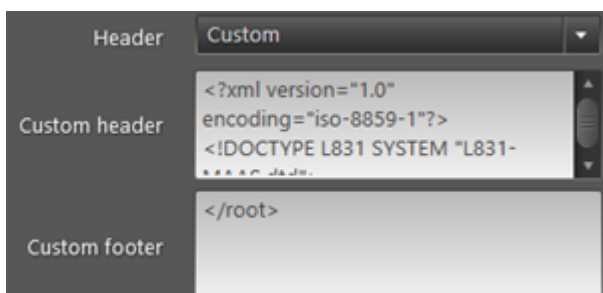 Header Custom
Custom header
<?xml version="1.0"
encoding="iso-8859-1"?>
<!DOCTYPE L831 SYSTEM "L831-
Custom footer
</root>